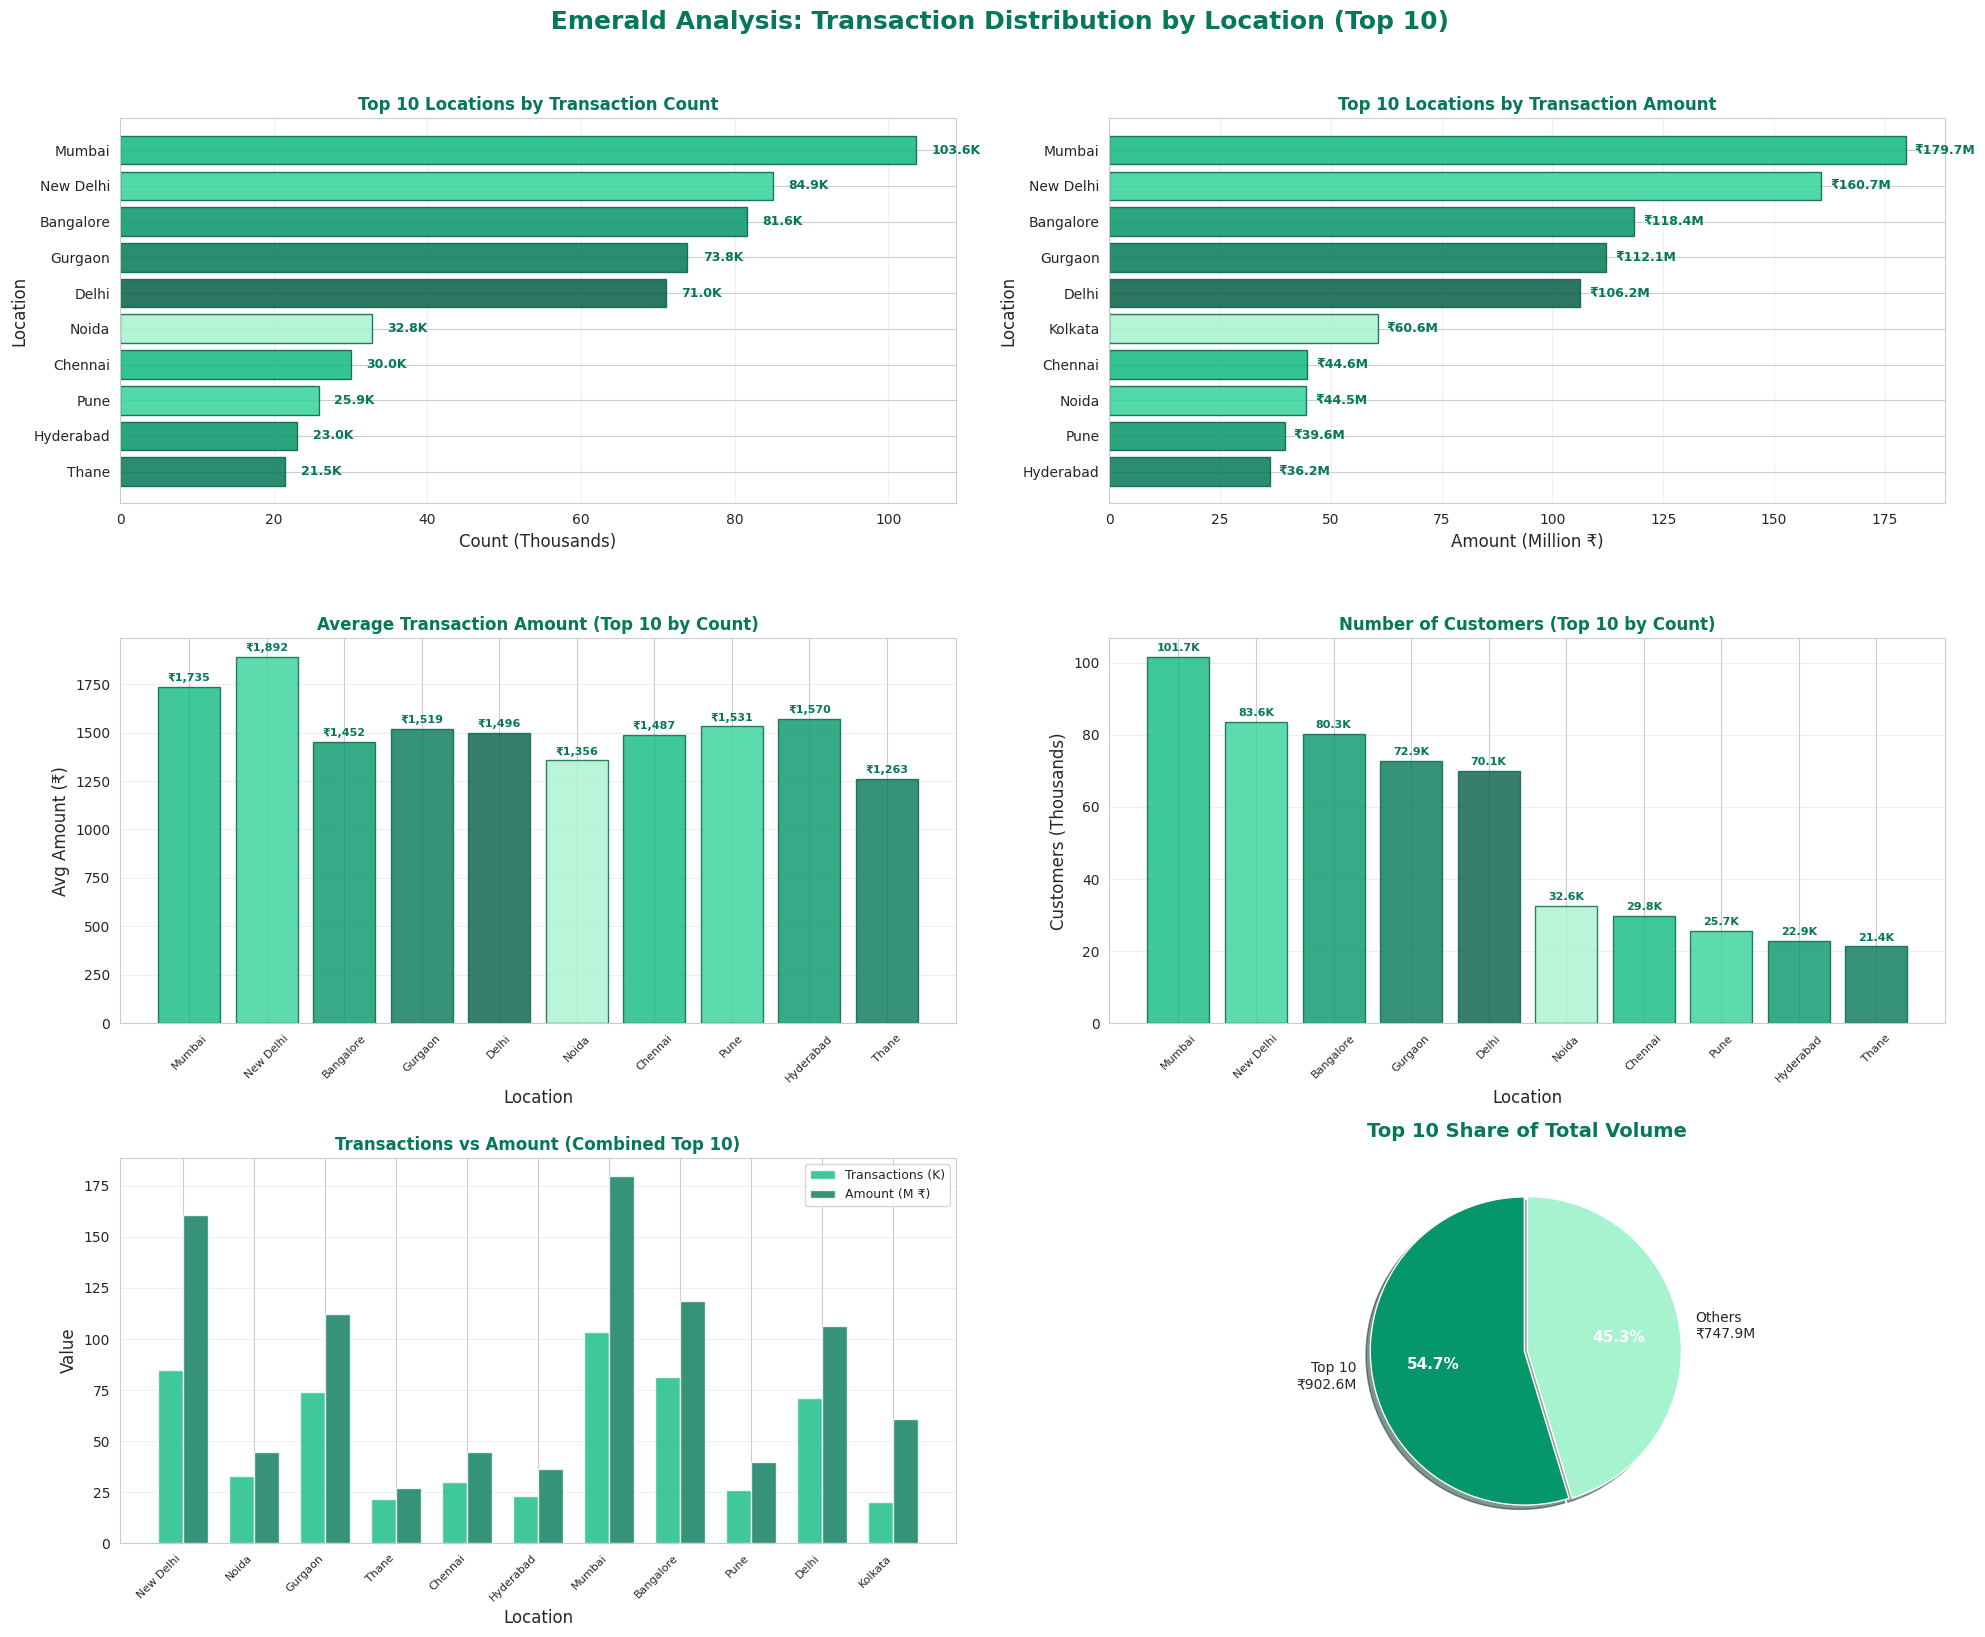 Emerald Analysis: Transaction Distribution by Location (Top 10)
Top 10 Locations by Transaction Count
Location
Mumbai 103.6K
New Delhi 84.9K
Bangalore 81.6K
Gurgaon 73.8K
Delhi 71.0K
Noida 32.8K
Chennai 30.0K
Pune 25.9K
Hyderabad 23.0K
Thane 21.5K
0 20 40 60 80 100
Count (Thousands)
Top 10 Locations by Transaction Amount
Location
Mumbai ₹179.7M
New Delhi ₹160.7M
Bangalore ₹118.4M
Gurgaon ₹112.1M
Delhi ₹106.2M
Kolkata ₹60.6M
Chennai ₹44.6M
Noida ₹44.5M
Pune ₹39.6M
Hyderabad ₹36.2M
0 25 50 75 100 125 150 175
Amount (Million ₹)
Average Transaction Amount (Top 10 by Count)
Avg Amount (₹)
1750
1500
1250
1000
750
500
250
0
₹1,735 ₹1,892 ₹1,452 ₹1,519 ₹1,496 ₹1,356 ₹1,487 ₹1,531 ₹1,570 ₹1,263
Mumbai New Delhi Bangalore Gurgaon Delhi Noida Chennai Pune Hyderabad Thane
Location
Number of Customers (Top 10 by Count)
Customers (Thousands)
100
80
60
40
20
0
101.7K 83.6K 80.3K 72.9K 70.1K 32.6K 29.8K 25.7K 22.9K 21.4K
Mumbai New Delhi Bangalore Gurgaon Delhi Noida Chennai Pune Hyderabad Thane
Location
Transactions vs Amount (Combined Top 10)
Transactions (K)
Amount (M ₹)
Value
175
150
125
100
75
50
25
0
New Delhi Noida Gurgaon Thane Chennai Hyderabad Mumbai Bangalore Pune Delhi Kolkata
Location
Top 10 Share of Total Volume
Others
₹747.9M
45.3%
54.7%
Top 10
₹902.6M